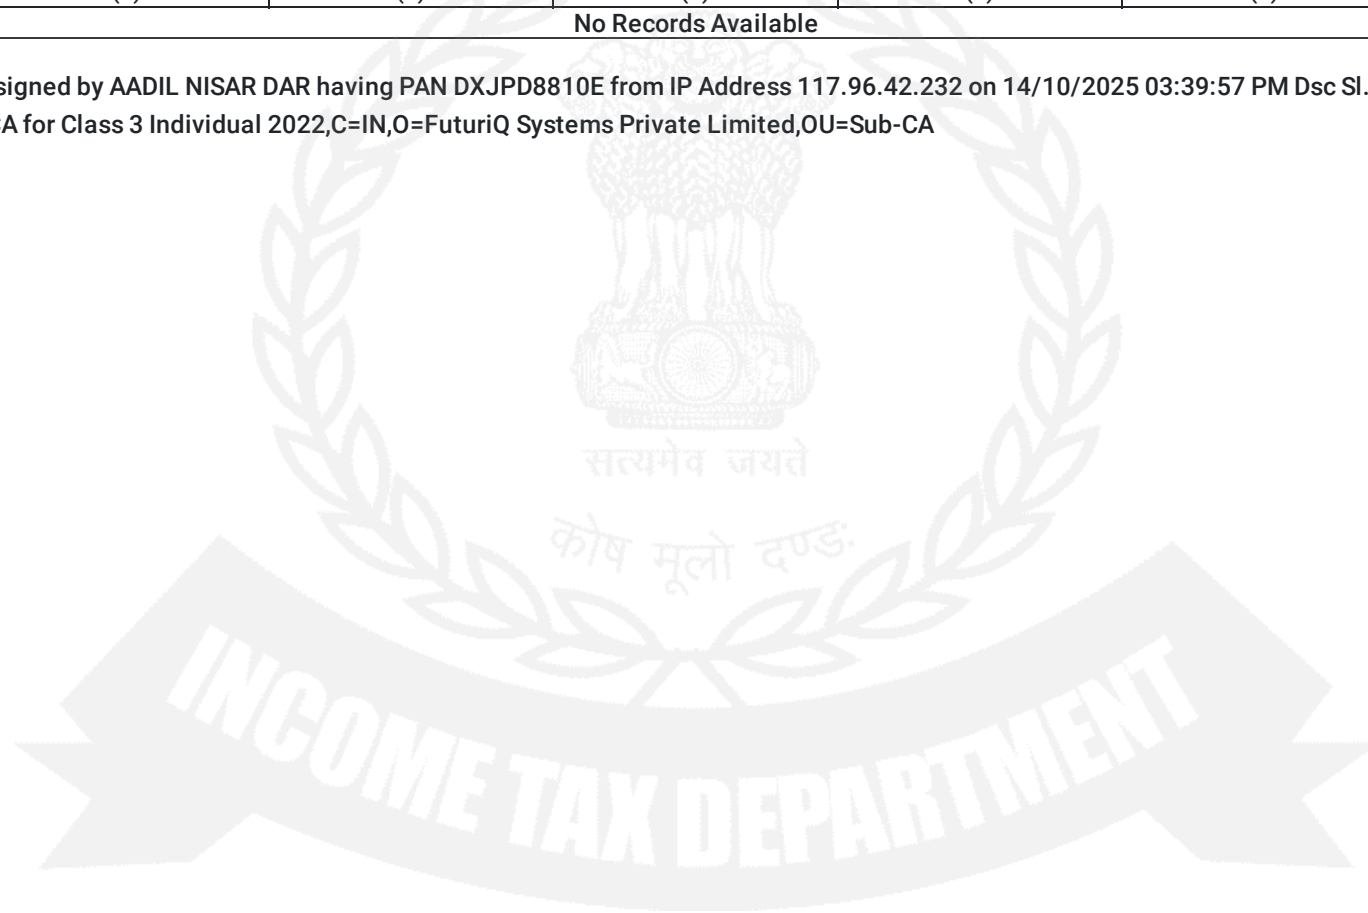 No Records Available
signed by AADIL NISAR DAR having PAN DXJPD8810E from IP Address 117.96.42.232 on 14/10/2025 03:39:57 PM Dsc Sl.
CA for Class 3 Individual 2022,C=IN,O=FuturiQ Systems Private Limited,OU=Sub-CA
सत्यमेव जयते
कोष मूलो दण्डः
INCOME TAX DEPARTMENT